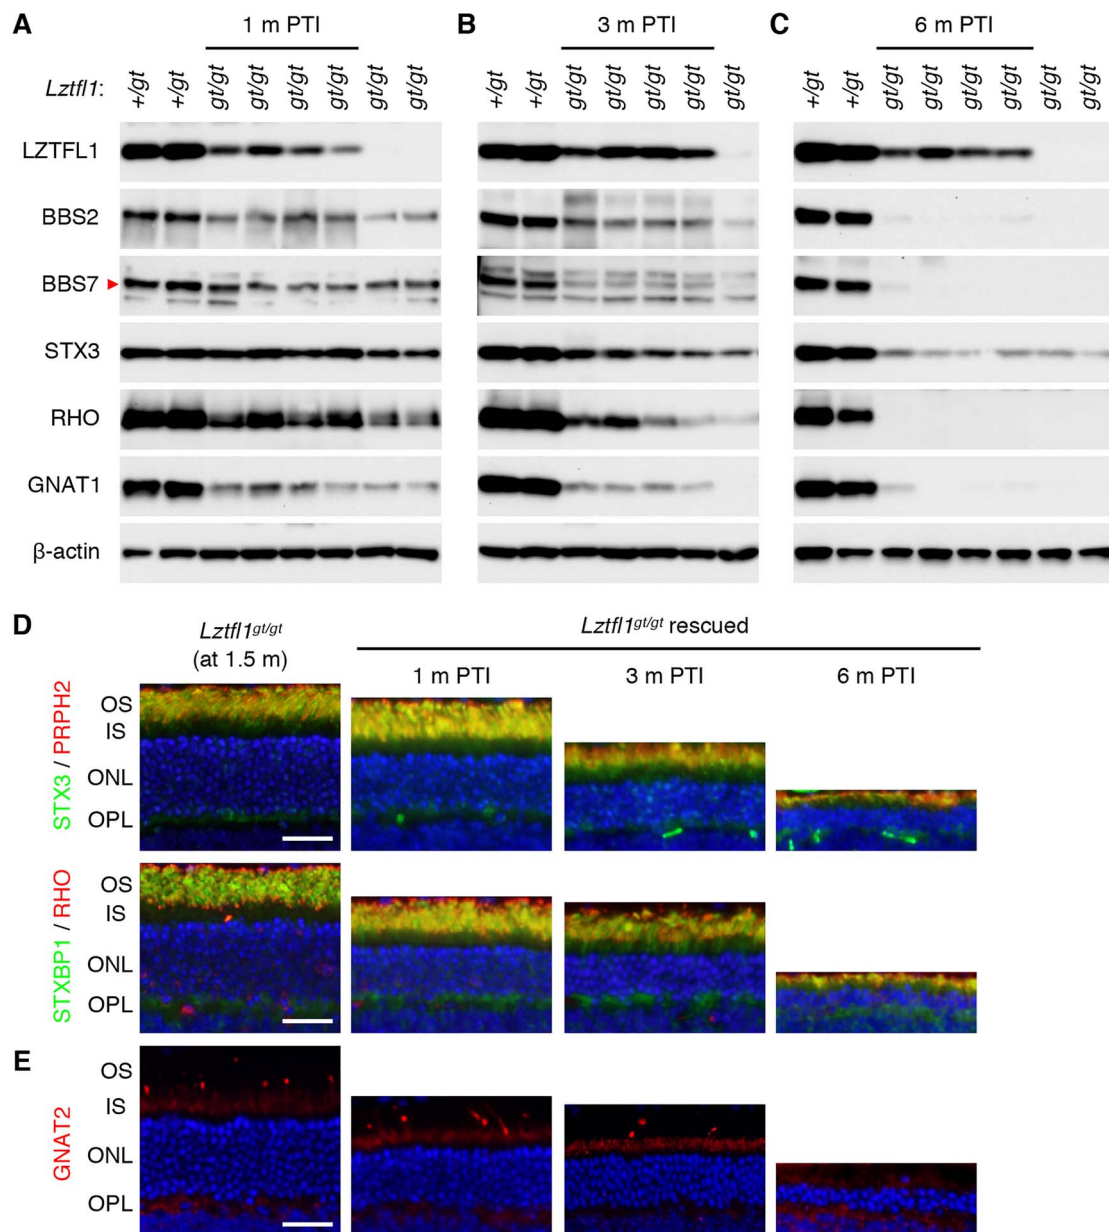 A 1 m PTI B 3 m PTI C 6 m PTI
Lztfl1: +/gt +/gt gt/gt gt/gt gt/gt gt/gt gt/gt gt/gt +/gt +/gt gt/gt gt/gt gt/gt gt/gt gt/gt +/gt +/gt gt/gt gt/gt gt/gt gt/gt gt/gt gt/gt
LZTFL1
BBS2
BBS7
STX3
RHO
GNAT1
β-actin
D Lztfl1gt/gt
(at 1.5 m)
Lztfl1gt/gt rescued
1 m PTI 3 m PTI 6 m PTI
STX3 / PRPH2
OS
IS
ONL
OPL
STXBP1 / RHO
OS
IS
ONL
OPL
E
GNAT2
OS
IS
ONL
OPL